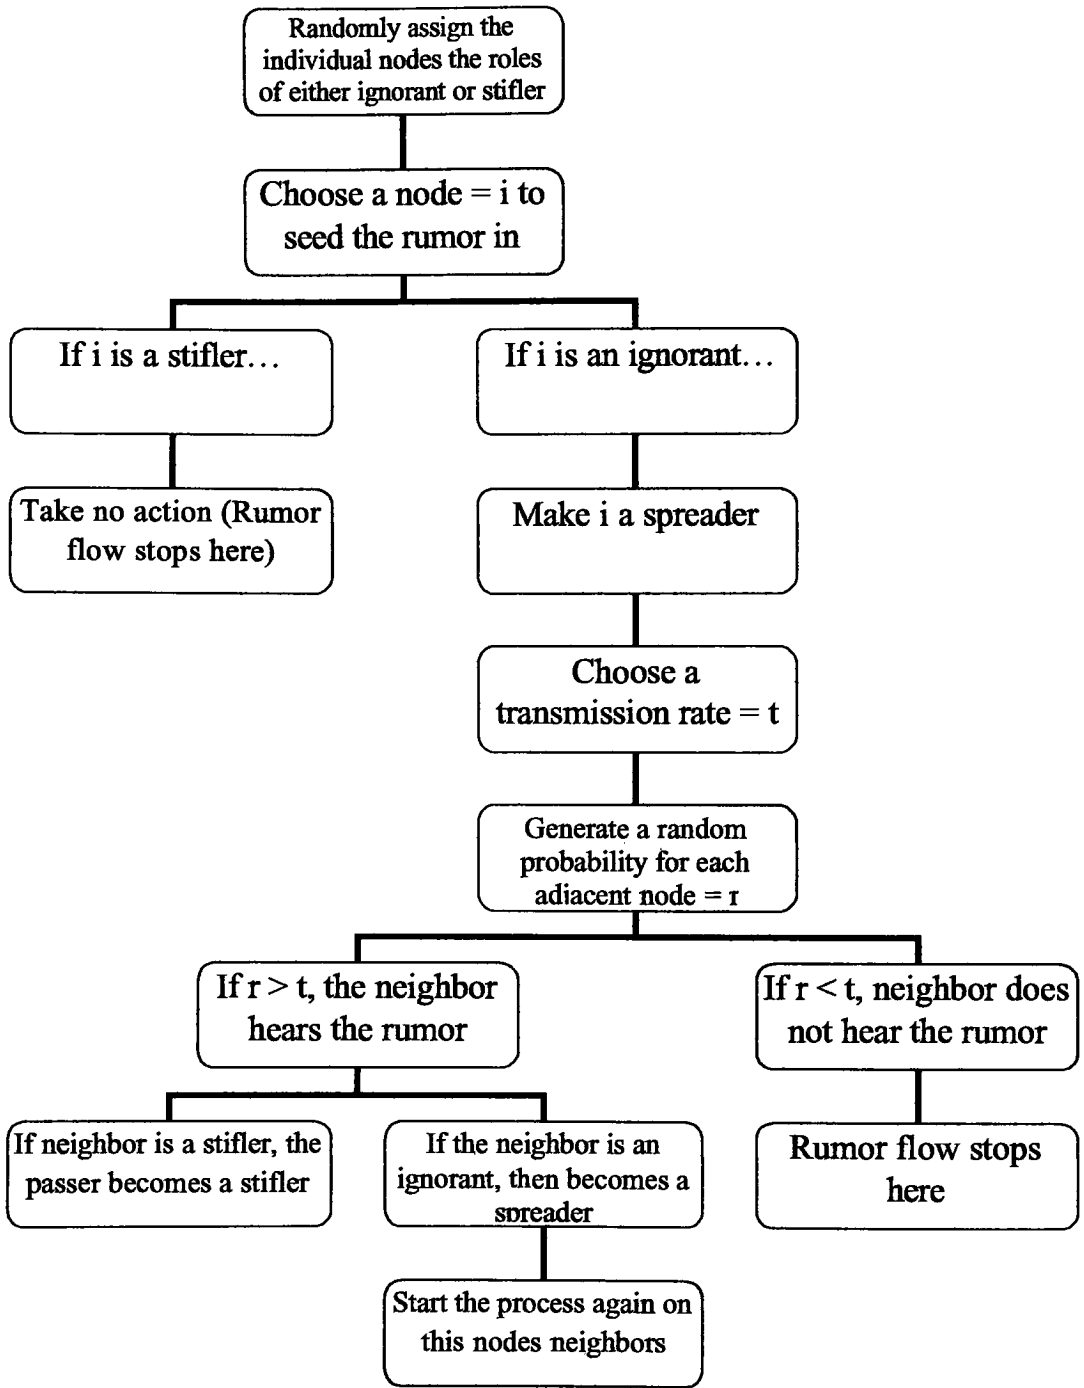 Randomly assign the
individual nodes the roles
of either ignorant or stifler
Choose a node = i to
seed the rumor in
If i is a stifler…
If i is an ignorant…
Take no action (Rumor
flow stops here)
Make i a spreader
Choose a
transmission rate = t
Generate a random
probability for each
adjacent node = r
If r > t, the neighbor
hears the rumor
If r < t, neighbor does
not hear the rumor
If neighbor is a stifler, the
passer becomes a stifler
If the neighbor is an
ignorant, then becomes a
spreader
Rumor flow stops
here
Start the process again on
this nodes neighbors